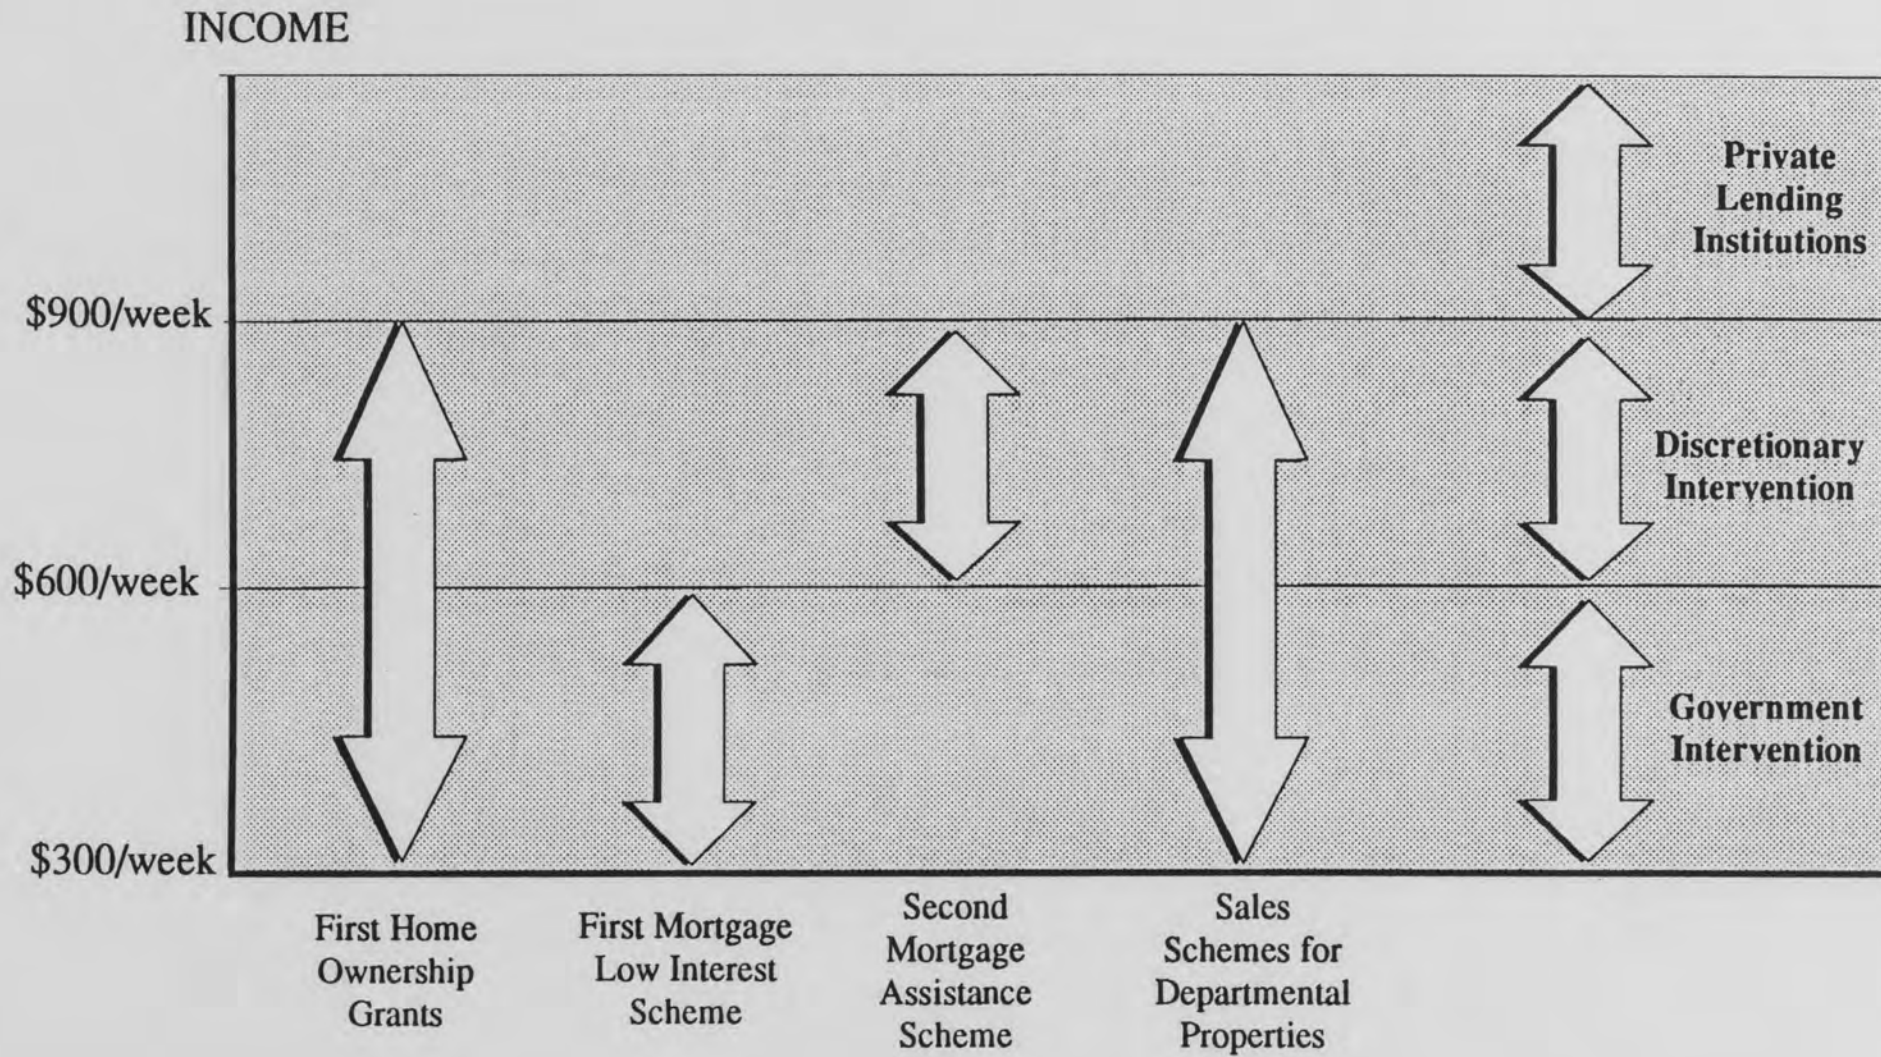 INCOME
Private
Lending
Institutions
$900/week
Discretionary
Intervention
$600/week
Government
Intervention
$300/week
First Home
Ownership
Grants
First Mortgage
Low Interest
Scheme
Second
Mortgage
Assistance
Scheme
Sales
Schemes for
Departmental
Properties